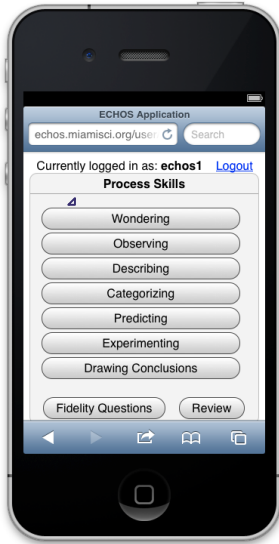 ECHOS Application
echos.miamisci.org/user
Search
Currently logged in as: echos1 Logout
Process Skills
Wondering
Observing
Describing
Categorizing
Predicting
Experimenting
Drawing Conclusions
Fidelity Questions Review